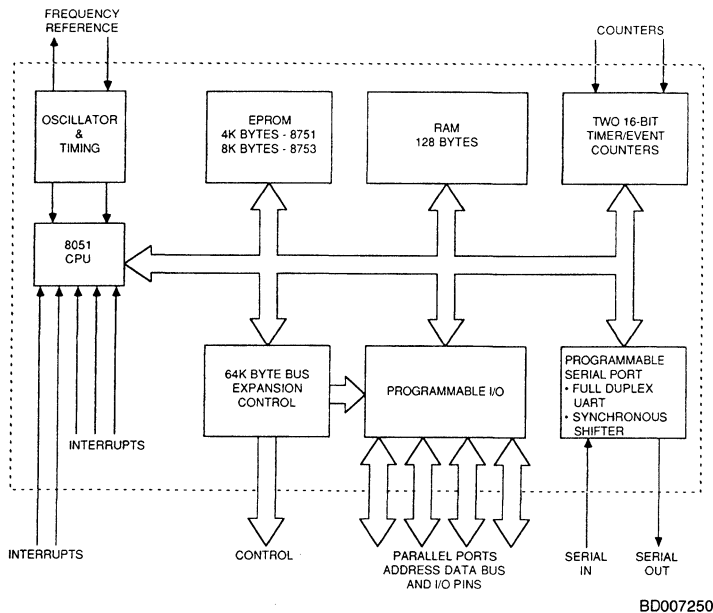 FREQUENCY
REFERENCE
COUNTERS
OSCILLATOR
&
TIMING
EPROM
4K BYTES - 8751
8K BYTES - 8753
RAM
128 BYTES
TWO 16-BIT
TIMER/EVENT
COUNTERS
8051
CPU
64K BYTE BUS
EXPANSION
CONTROL
PROGRAMMABLE I/O
PROGRAMMABLE
SERIAL PORT
• FULL DUPLEX
UART
• SYNCHRONOUS
SHIFTER
INTERRUPTS
INTERRUPTS
CONTROL
PARALLEL PORTS
ADDRESS DATA BUS
AND I/O PINS
SERIAL
IN
SERIAL
OUT
BD007250